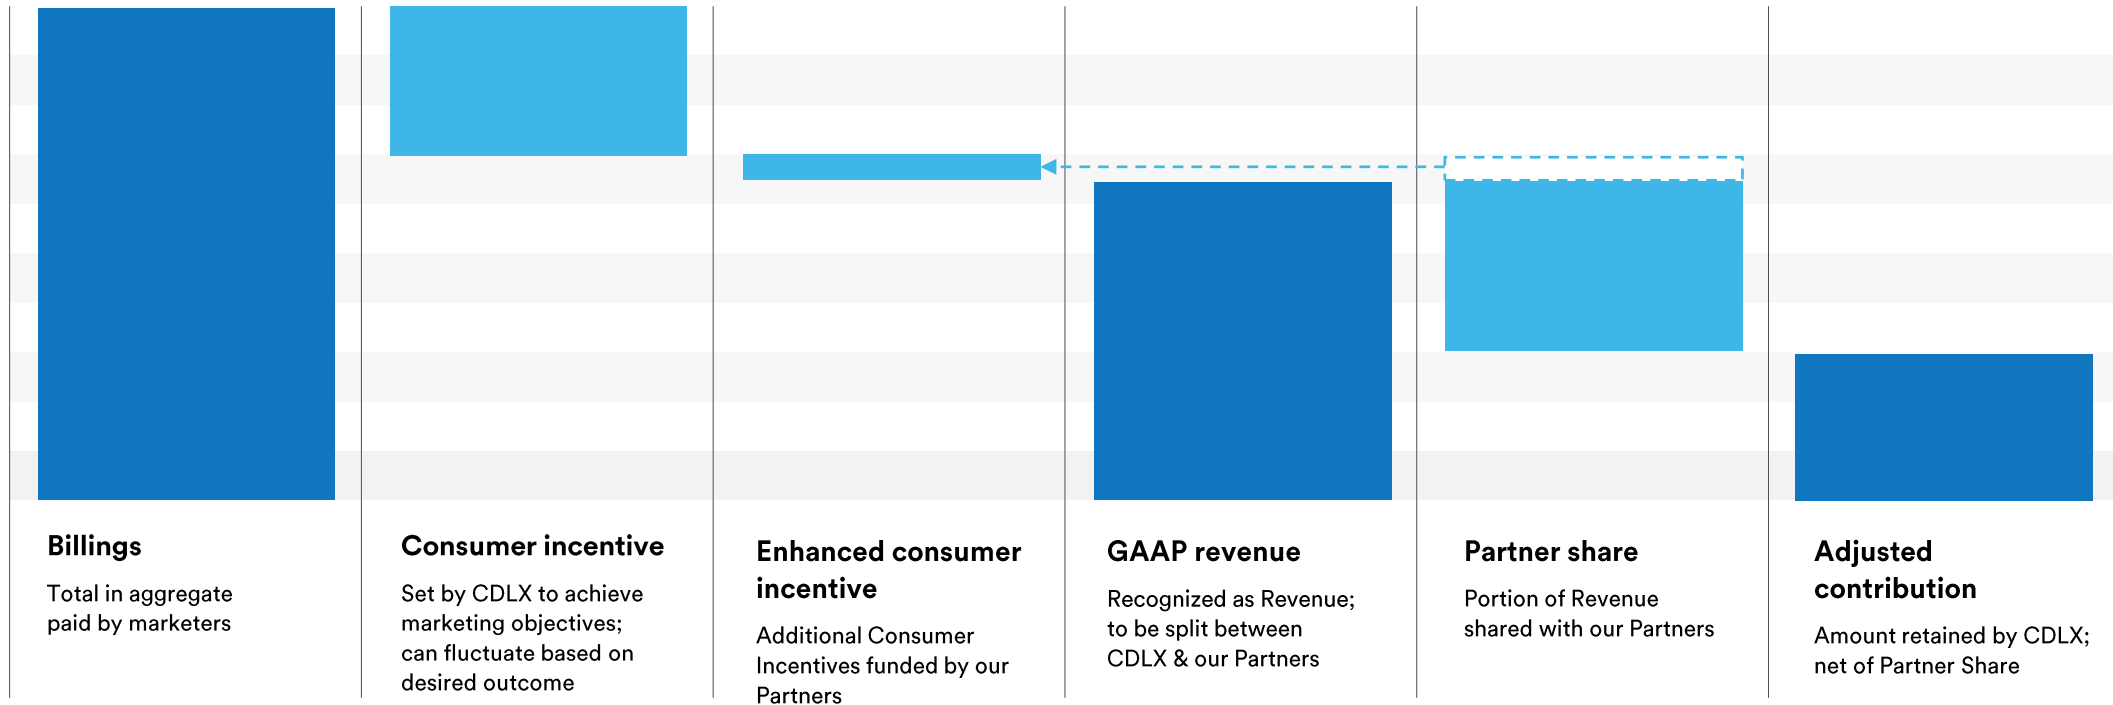 Billings
Total in aggregate
paid by marketers
Consumer incentive
Set by CDLX to achieve
marketing objectives;
can fluctuate based on
desired outcome
Enhanced consumer
incentive
Additional Consumer
Incentives funded by our
Partners
GAAP revenue
Recognized as Revenue;
to be split between
CDLX & our Partners
Partner share
Portion of Revenue
shared with our Partners
Adjusted
contribution
Amount retained by CDLX;
net of Partner Share